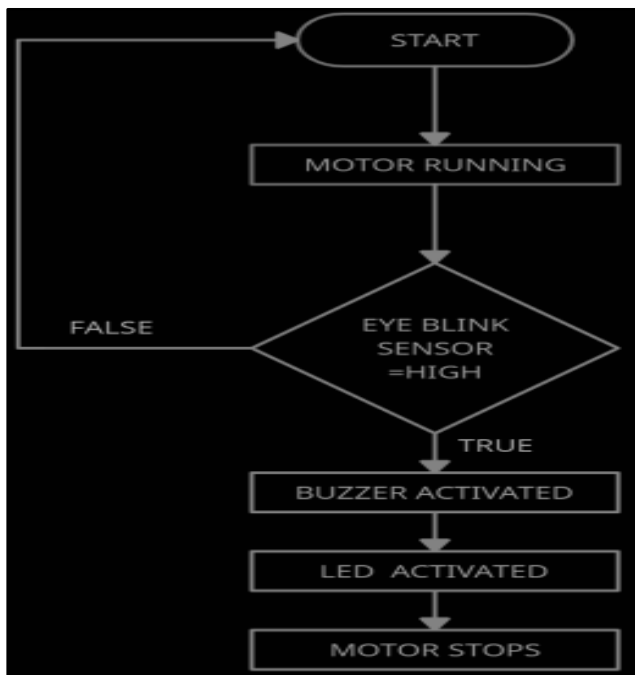 START
MOTOR RUNNING
EYE BLINK
SENSOR
=HIGH
FALSE
TRUE
BUZZER ACTIVATED
LED ACTIVATED
MOTOR STOPS